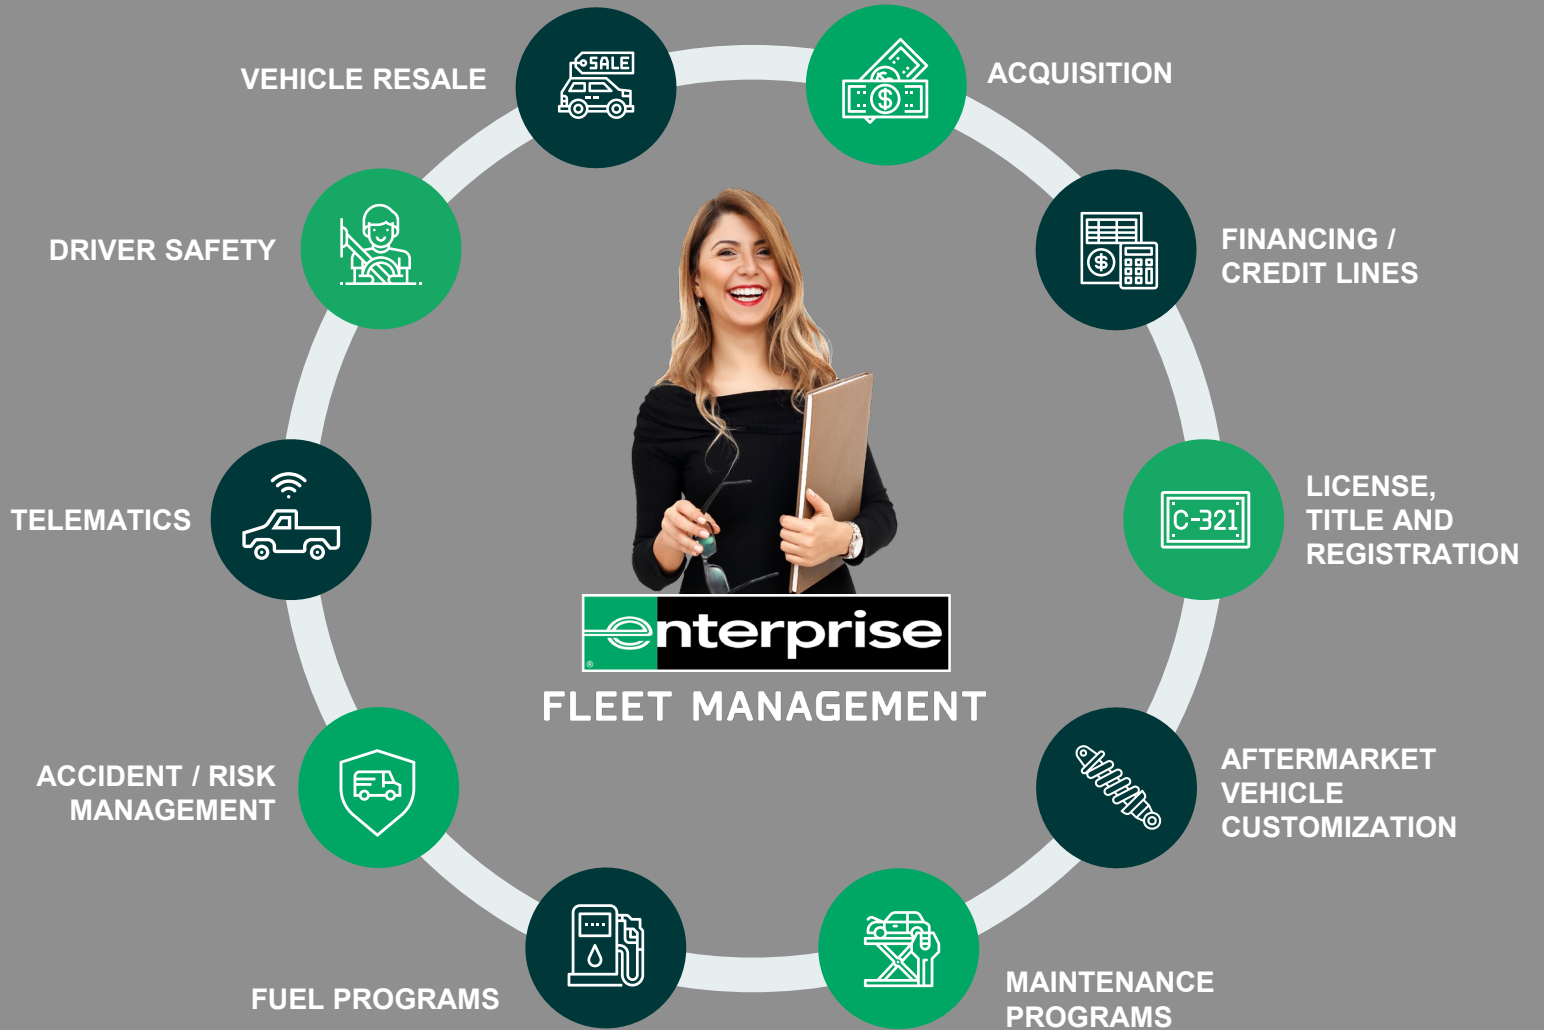 VEHICLE RESALE
SALE
ACQUISITION
DRIVER SAFETY
FINANCING /
CREDIT LINES
TELEMATICS
C-321
LICENSE,
TITLE AND
REGISTRATION
enterprise
®
FLEET MANAGEMENT
ACCIDENT / RISK
MANAGEMENT
AFTERMARKET
VEHICLE
CUSTOMIZATION
FUEL PROGRAMS
MAINTENANCE
PROGRAMS